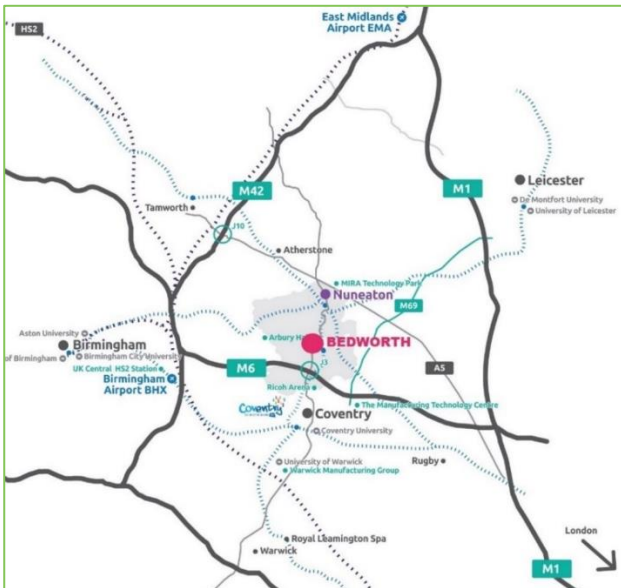 East Midlands
Airport EMA
HS2
M42
M1
Leicester
De Montfort University
University of Leicester
Tamworth
J10
Atherstone
MIRA Technology Park
Nuneaton
M69
Aston University
Birmingham
of Birmingham
Birmingham City University
Arbury
BEDWORTH
UK Central HS2 Station
Birmingham
Airport BHX
M6
J3
A5
Ricoh Arena
Coventry
The Manufacturing Technology Centre
Coventry
Coventry University
University of Warwick
Warwick Manufacturing Group
Rugby
Royal Leamington Spa
Warwick
London
M1